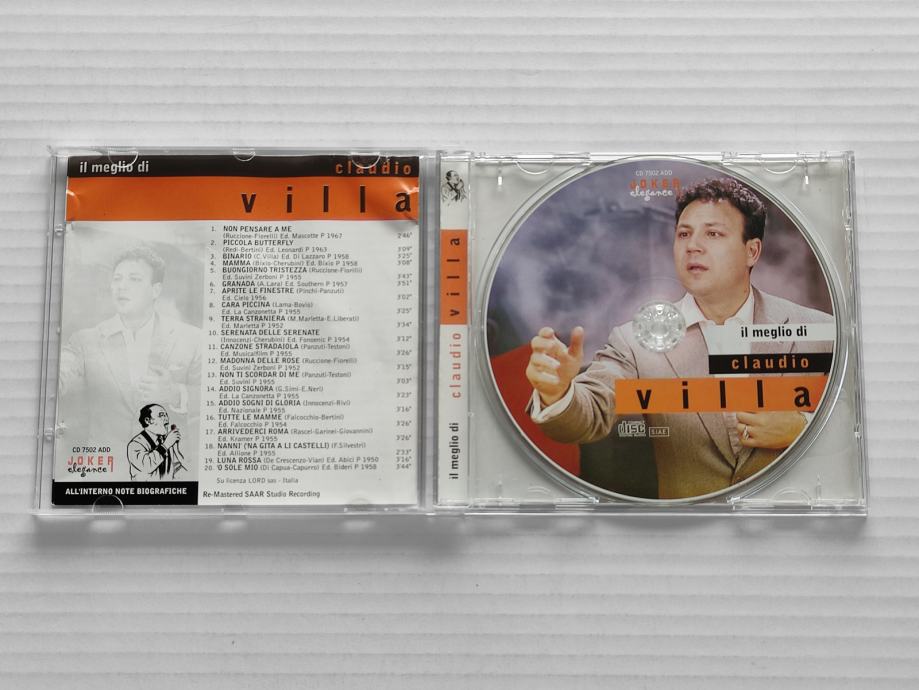 il meglio di claudio
villa
1. NON PENSARE A ME
(Ruccione-Fiorelli) Ed. Mascotte P 1967 2'46"
2. PICCOLA BUTTERFLY
(Redi-Bertini) Ed. Leonardi P 1963 3'09"
3. BINARIO (C.Villa) Ed. Di Lazzaro P 1958 3'25"
4. MAMMA (Bixio-Cherubini) Ed. Bixio P 1958 3'08"
5. BUONGIORNO TRISTEZZA (Ruccione-Fiorilli)
Ed. Suvini Zerboni P 1955 3'43"
6. GRANADA (A.Lara) Ed. Southern P 1957 3'51"
7. APRITE LE FINESTRE (Pinchi-Panzuti)
Ed. Cielo 1956 3'02"
8. CARA PICCINA (Lama-Bovio)
Ed. La Canzonetta P 1955 3'25"
9. TERRA STRANIERA (M.Marletta-E.Liberati)
Ed. Marletta P 1952 3'34"
10. SERENATA DELLE SERENATE
(Innocenzi-Cherubini) Ed. Fonsenic P 1954 3'12"
11. CANZONE STRADAIOLA (Panzuti-Testoni)
Ed. Musicalfilm P 1955 3'26"
12. MADONNA DELLE ROSE (Ruccione-Fiorelli)
Ed. Suvini Zerboni P 1952 3'15"
13. NON TI SCORDAR DI ME (Panzuti-Testoni)
Ed. Suvini P 1955 3'03"
14. ADDIO SIGNORA (G.Simi-E.Neri)
Ed. La Canzonetta P 1955 3'23"
15. ADDIO SOGNI DI GLORIA (Innocenzi-Rivi)
Ed. Nazionale P 1955 3'16"
16. TUTTE LE MAMME (Falcocchio-Bertini)
Ed. Falcocchio P 1954 3'26"
17. ARRIVEDERCI ROMA (Rascel-Garinei-Giovannini)
Ed. Kramer P 1955 3'26"
18. NANNI' ('NA GITA A LI CASTELLI) (F.Silvestri)
Ed. Allione P 1955 2'33"
19. LUNA ROSSA (De Crescenzo-Vian) Ed. Abici P 1950 3'16"
20. 'O SOLE MIO (Di Capua-Capurro) Ed. Bideri P 1958 3'44"
Su licenza LORD sas - Italia
Re-Mastered SAAR Studio Recording
CD 7502 ADD
JOKER
elegance
ALL'INTERNO NOTE BIOGRAFICHE
il meglio di claudio villa
CD 7502 ADD
JOKER
elegance
il meglio di
claudio
villa
disc
SIAE